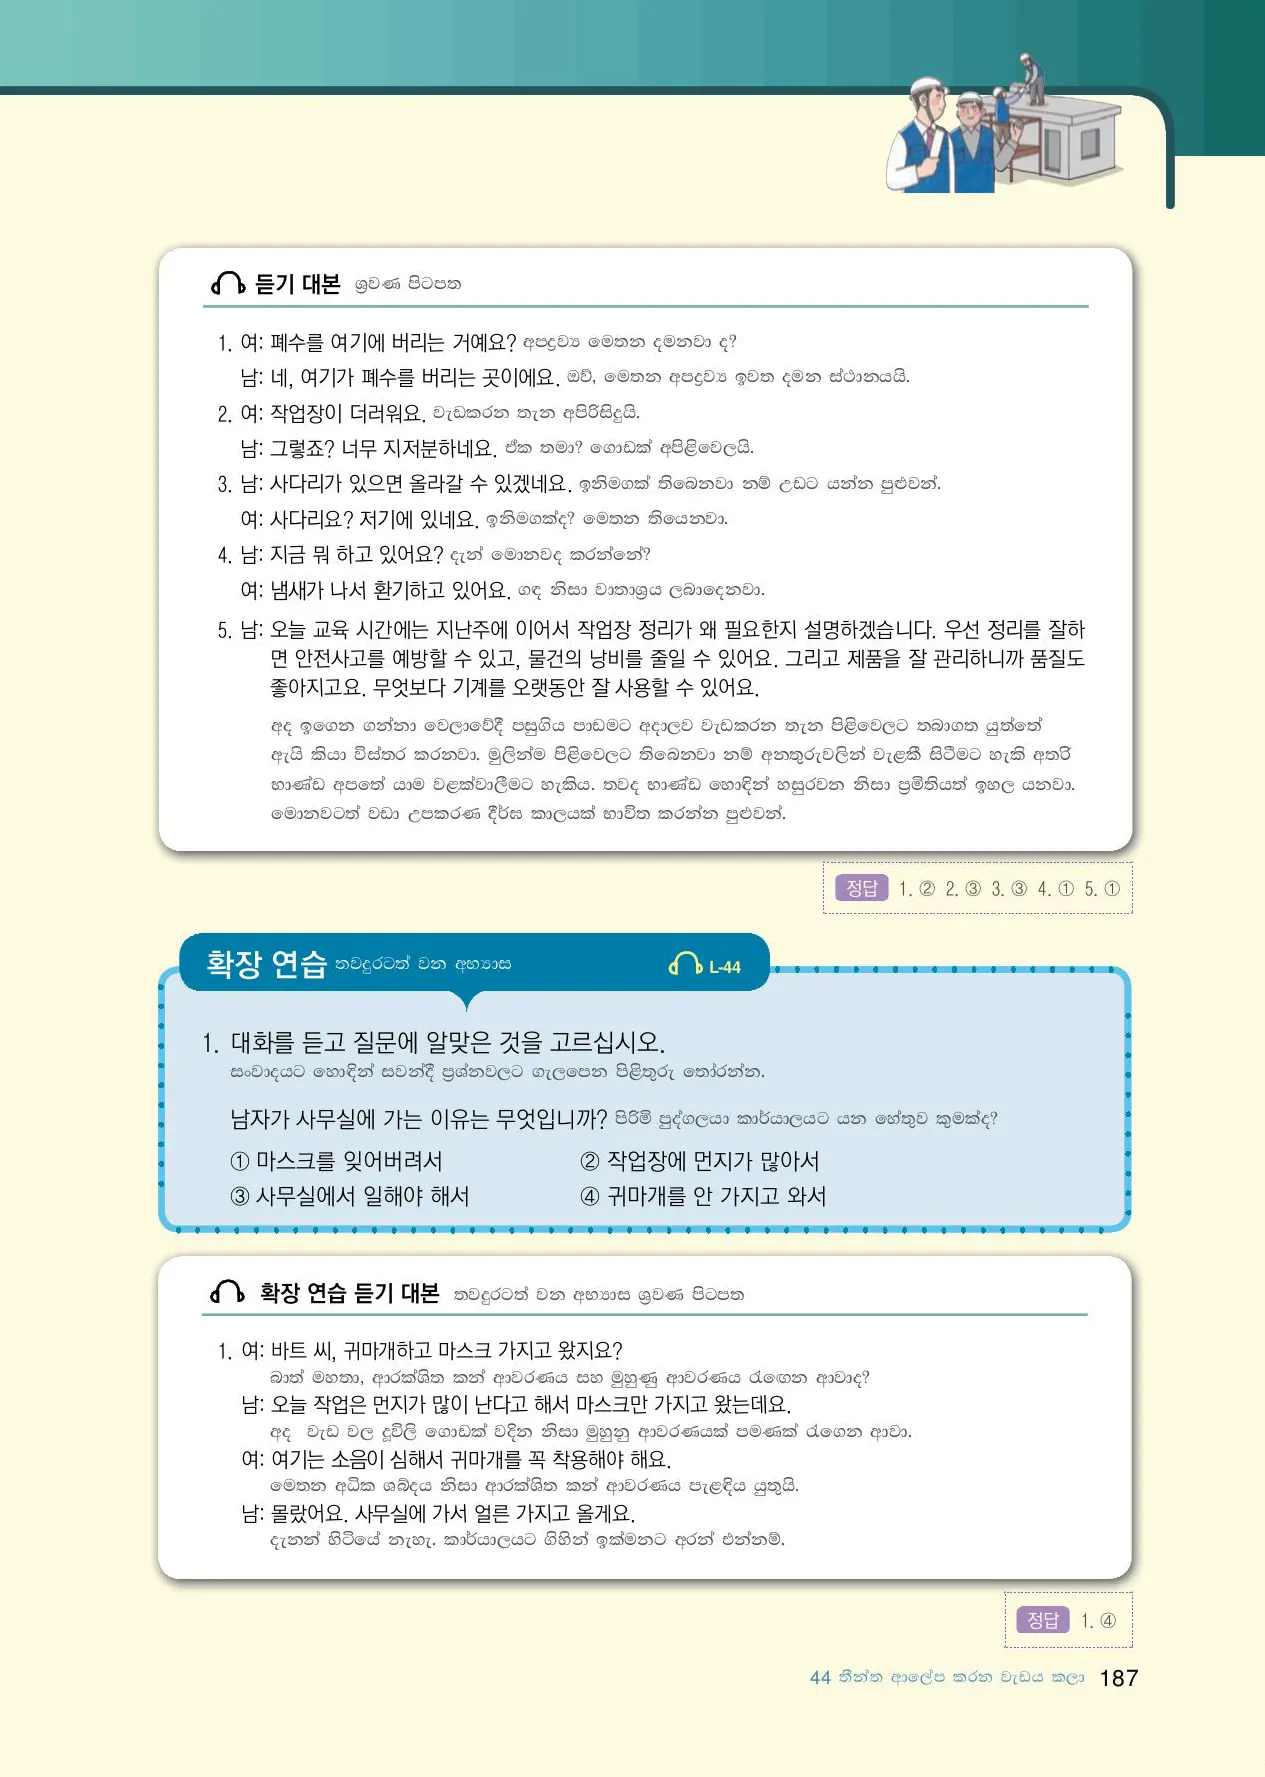 듣기 대본 ශ්‍රවණ පිටපත
1. 여: 폐수를 여기에 버리는 거예요? අපද්‍රව්‍ය මෙතන දමනවා ද?
남: 네, 여기가 폐수를 버리는 곳이에요. ඔව්, මෙතන අපද්‍රව්‍ය ඉවත දමන ස්ථානයයි.
2. 여: 작업장이 더러워요. වැඩකරන තැන අපිරිසිදුයි.
남: 그렇죠? 너무 지저분하네요. ඒක තමා? ගොඩක් අපිළිවෙලයි.
3. 남: 사다리가 있으면 올라갈 수 있겠네요. ඉනිමගක් තිබෙනවා නම් උඩට යන්න පුළුවන්.
여: 사다리요? 저기에 있네요. ඉනිමගක්ද? මෙතන තියෙනවා.
4. 남: 지금 뭐 하고 있어요? දැන් මොනවද කරන්නේ?
여: 냄새가 나서 환기하고 있어요. ගඳ නිසා වාතාශ්‍රය ලබාදෙනවා.
5. 남: 오늘 교육 시간에는 지난주에 이어서 작업장 정리가 왜 필요한지 설명하겠습니다. 우선 정리를 잘하
면 안전사고를 예방할 수 있고, 물건의 낭비를 줄일 수 있어요. 그리고 제품을 잘 관리하니까 품질도
좋아지고요. 무엇보다 기계를 오랫동안 잘 사용할 수 있어요.
අද ඉගෙන ගන්නා වෙලාවේදී පසුගිය පාඩමට අදාලව වැඩකරන තැන පිළිවෙලට තබාගත යුත්තේ
ඇයි කියා විස්තර කරනවා. මුලින්ම පිළිවෙලට තිබෙනවා නම් අනතුරුවලින් වැළකී සිටීමට හැකි අතරි
භාණ්ඩ අපතේ යාම වළක්වාලීමට හැකිය. තවද භාණ්ඩ හොඳින් හසුරවන නිසා ප්‍රමිතියත් ඉහල යනවා.
මොනවටත් වඩා උපකරණ දීර්ඝ කාලයක් භාවිත කරන්න පුළුවන්.
정답 1. ② 2. ③ 3. ③ 4. ① 5. ①
확장 연습 තවදුරටත් වන අභ්‍යාස L-44
1. 대화를 듣고 질문에 알맞은 것을 고르십시오.
සංවාදයට හොඳින් සවන්දී ප්‍රශ්නවලට ගැලපෙන පිළිතුරු තෝරන්න.
남자가 사무실에 가는 이유는 무엇입니까? පිරිමි පුද්ගලයා කාර්යාලයට යන හේතුව කුමක්ද?
① 마스크를 잊어버려서 ② 작업장에 먼지가 많아서
③ 사무실에서 일해야 해서 ④ 귀마개를 안 가지고 와서
확장 연습 듣기 대본 තවදුරටත් වන අභ්‍යාස ශ්‍රවණ පිටපත
1. 여: 바트 씨, 귀마개하고 마스크 가지고 왔지요?
බාත් මහතා, ආරක්ශිත කන් ආවරණය සහ මුහුණු ආවරණය රැඟෙන ආවාද?
남: 오늘 작업은 먼지가 많이 난다고 해서 마스크만 가지고 왔는데요.
අද වැඩ වල දූවිලි ගොඩක් වදින නිසා මුහුනු ආවරණයක් පමණක් රැගෙන ආවා.
여: 여기는 소음이 심해서 귀마개를 꼭 착용해야 해요.
මෙතන අධික ශබ්දය නිසා ආරක්ශිත කන් ආවරණය පැළඳිය යුතුයි.
남: 몰랐어요. 사무실에 가서 얼른 가지고 올게요.
දැනන් හිටියේ නැහැ. කාර්යාලයට ගිහින් ඉක්මනට අරන් එන්නම්.
정답 1. ④
44 තීන්ත ආලේප කරන වැඩය කලා 187